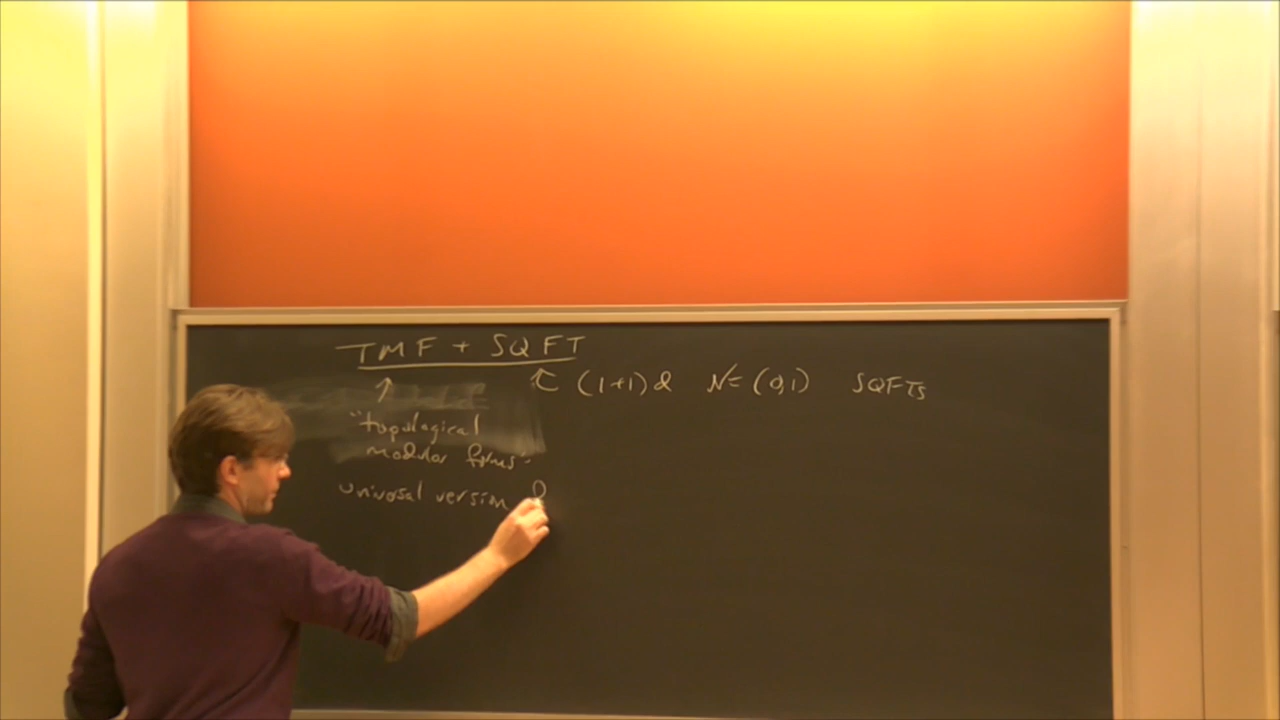 TMF + SQFT
↑ ↑ (1+1)d N=(0,1) SQFTs
"topological
modular forms"
universal version